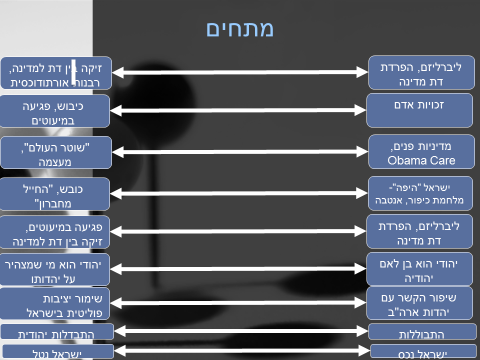 מתחים
ליברליזם, הפרדת
דת מדינה
זיקה בין דת למדינה,
רבנות אורתודוכסית
זכויות אדם
כיבוש, פגיעה
במיעוטים
מדיניות פנים,
Obama Care
"שוטר העולם",
מעצמה
ישראל "היפה"-
מלחמת כיפור, אנטבה
כובש, "החייל
מחברון"
ליברליזם, הפרדת
דת מדינה
פגיעה במיעוטים,
זיקה בין דת למדינה
יהודי הוא בן לאם
יהודיה
יהודי הוא מי שמצהיר
על יהדותו
שיפור הקשר עם
יהדות ארה"ב
שימור יציבות
פוליטית בישראל
התבוללות
התבדלות יהודית
ישראל נכס
ישראל נטל